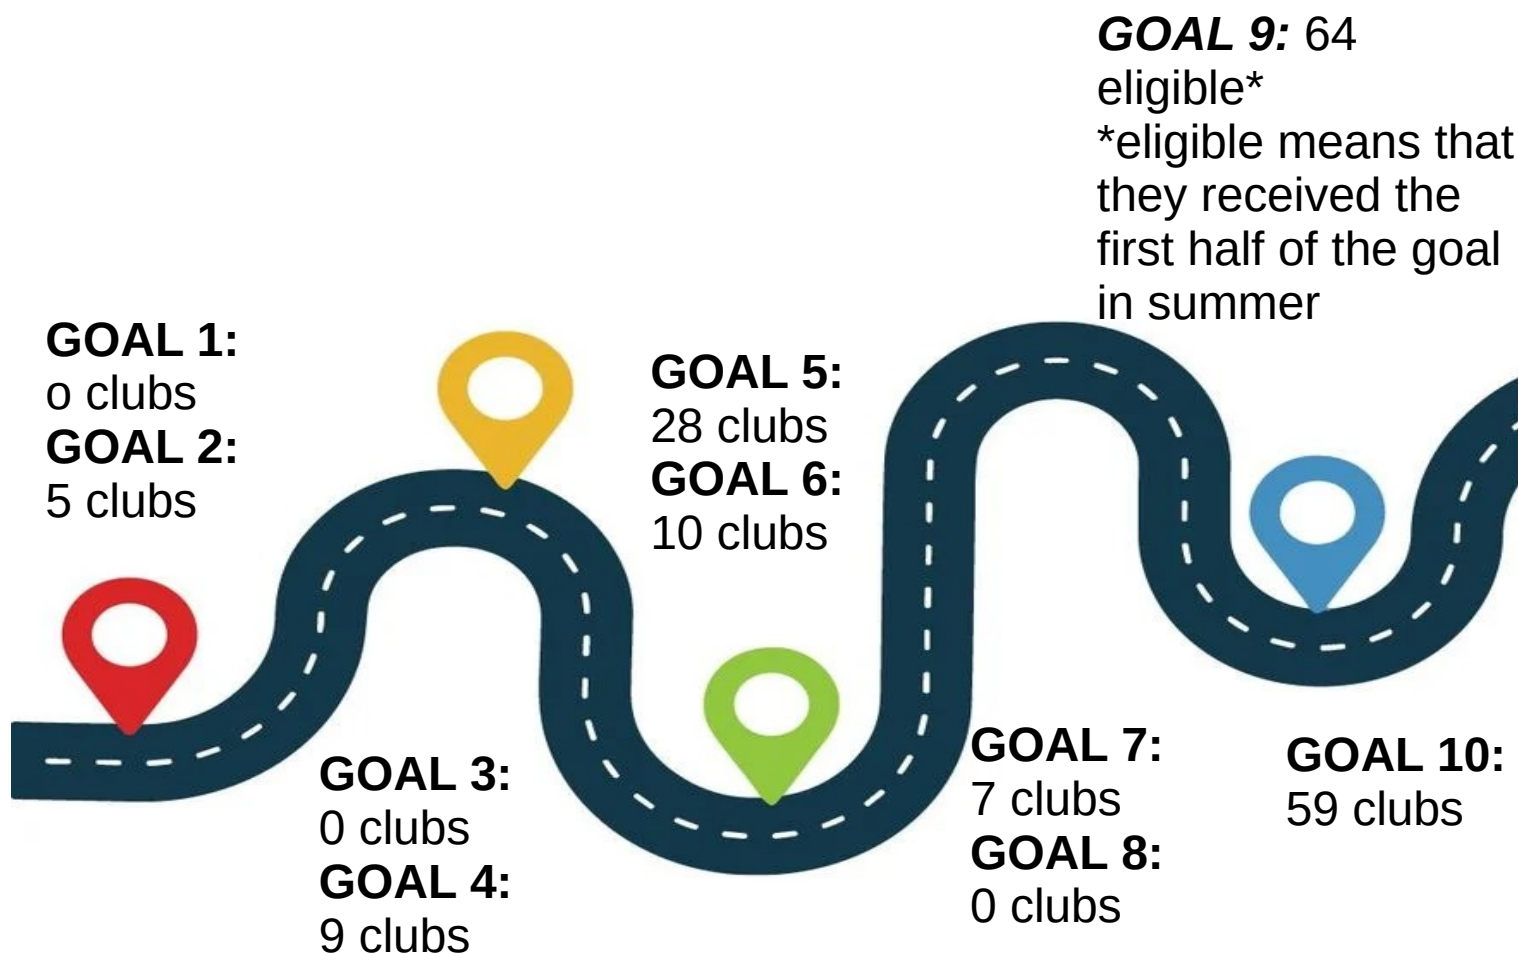 GOAL 1:
o clubs
GOAL 2:
5 clubs
GOAL 3:
0 clubs
GOAL 4:
9 clubs
GOAL 5:
28 clubs
GOAL 6:
10 clubs
GOAL 7:
7 clubs
GOAL 8:
0 clubs
GOAL 9: 64
eligible*
*eligible means that
they received the
first half of the goal
in summer
GOAL 10:
59 clubs